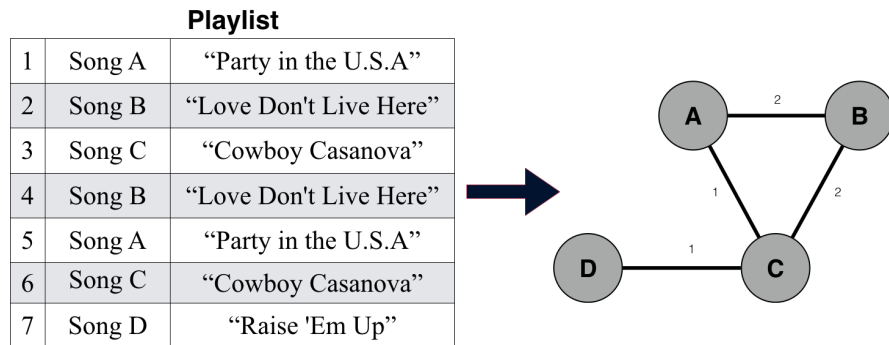 Playlist
1 Song A “Party in the U.S.A”
2 Song B “Love Don't Live Here”
3 Song C “Cowboy Casanova”
4 Song B “Love Don't Live Here”
5 Song A “Party in the U.S.A”
6 Song C “Cowboy Casanova”
7 Song D “Raise 'Em Up”
A 2 B
1 2
D 1 C